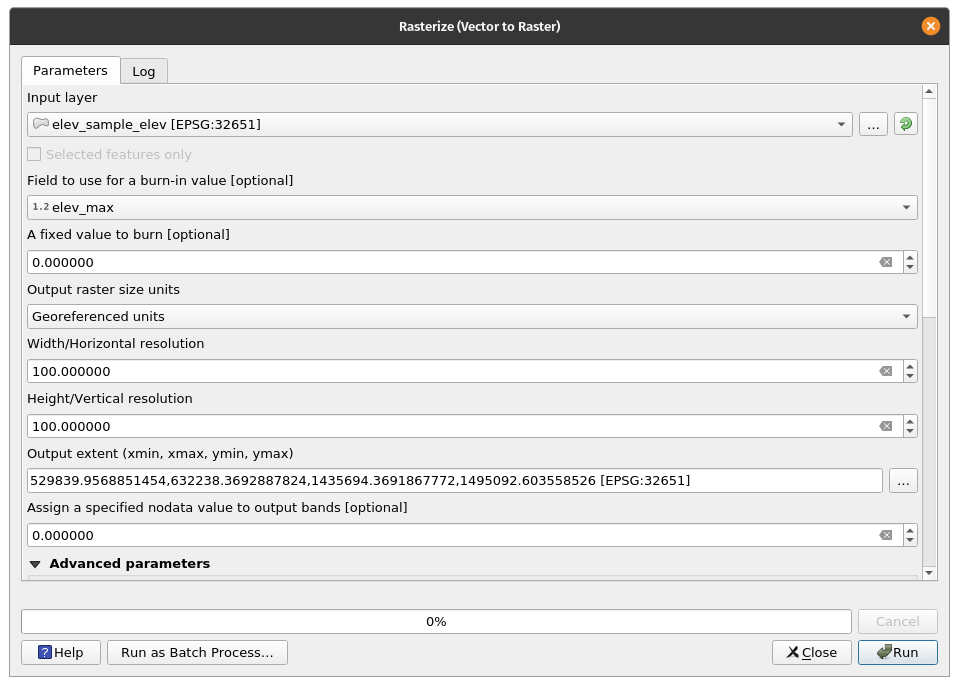 Rasterize (Vector to Raster)
Parameters
Log
Input layer
elev_sample_elev [EPSG:32651]
...
Selected features only
Field to use for a burn-in value [optional]
1.2 elev_max
A fixed value to burn [optional]
0.000000
Output raster size units
Georeferenced units
Width/Horizontal resolution
100.000000
Height/Vertical resolution
100.000000
Output extent (xmin, xmax, ymin, ymax)
529839.9568851454,632238.3692887824,1435694.3691867772,1495092.603558526 [EPSG:32651]
...
Assign a specified nodata value to output bands [optional]
0.000000
Advanced parameters
0%
Cancel
? Help
Run as Batch Process...
Close
Run